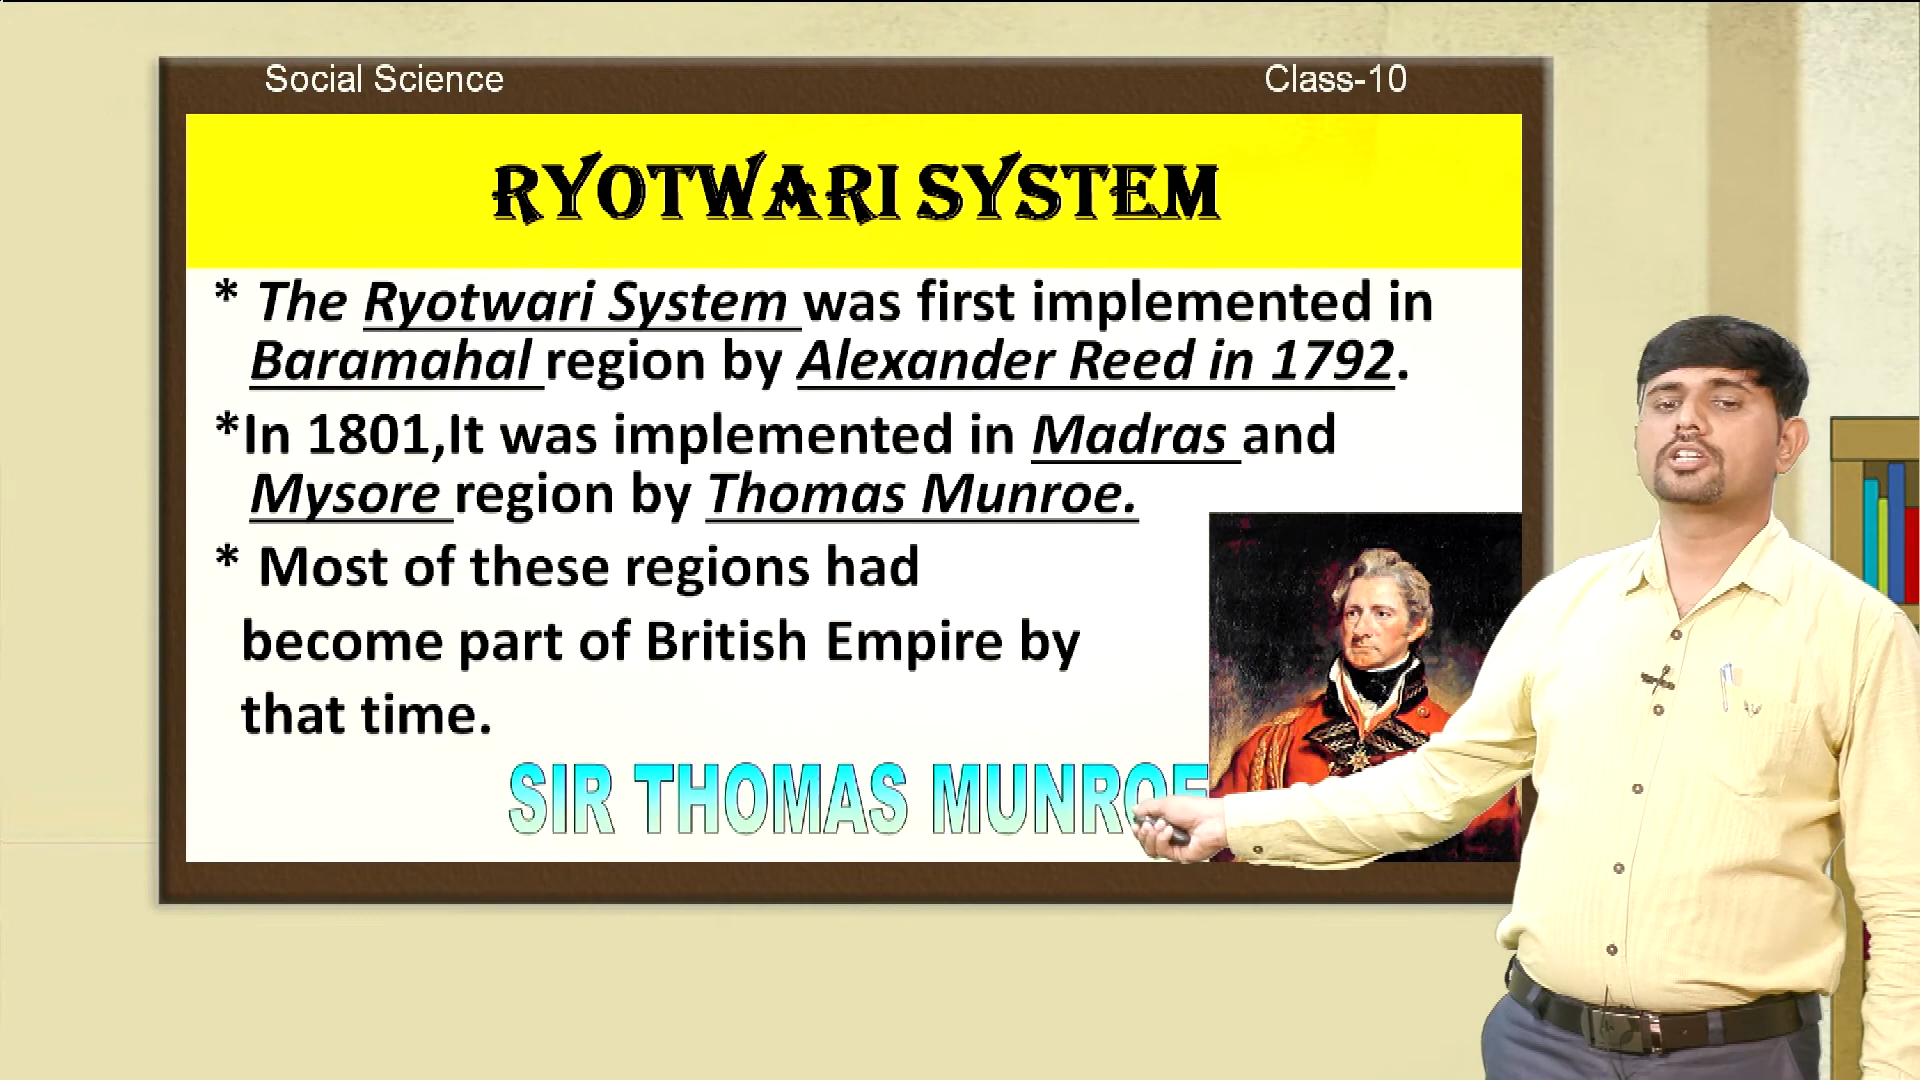 Social Science
Class-10
RYOTWARI SYSTEM
* The Ryotwari System was first implemented in
Baramahal region by Alexander Reed in 1792.
*In 1801,It was implemented in Madras and
Mysore region by Thomas Munroe.
* Most of these regions had
become part of British Empire by
that time.
SIR THOMAS MUNROE